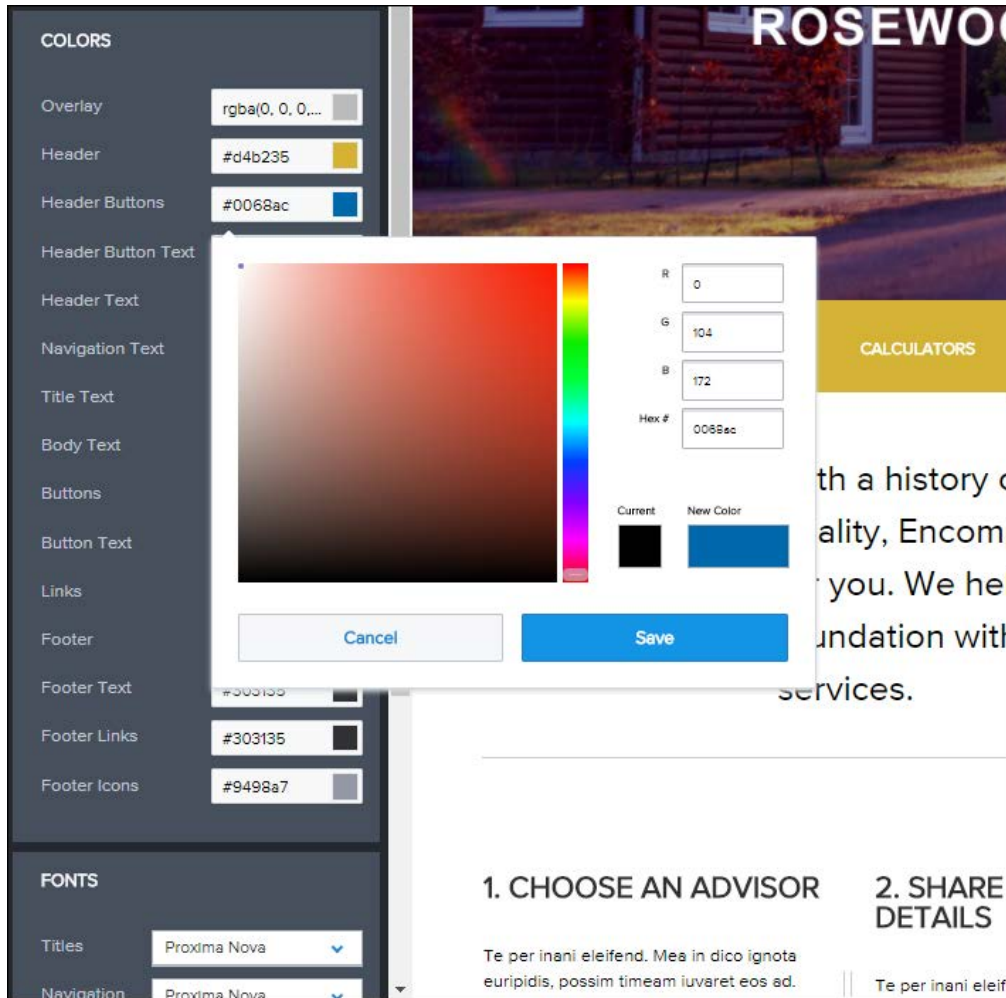 COLORS
Overlay rgba(0, 0, 0,...
Header #d4b235
Header Buttons #0068ac
Header Button Text
Header Text
Navigation Text
Title Text
Body Text
Buttons
Button Text
Links
Footer
Footer Text #303135
Footer Links #303135
Footer Icons #9498a7
R 0
G 104
B 172
Hex # 0068ac
Current New Color
Cancel Save
FONTS
Titles Proxima Nova
Navigation Proxima Nova
ROSEWOO
CALCULATORS
th a history
ality, Encom
you. We he
undation with
services.
1. CHOOSE AN ADVISOR
Te per inani eleifend. Mea in dico ignota
euripidis, possim timeam iuvaret eos ad.
2. SHARE
DETAILS
Te per inani eleif